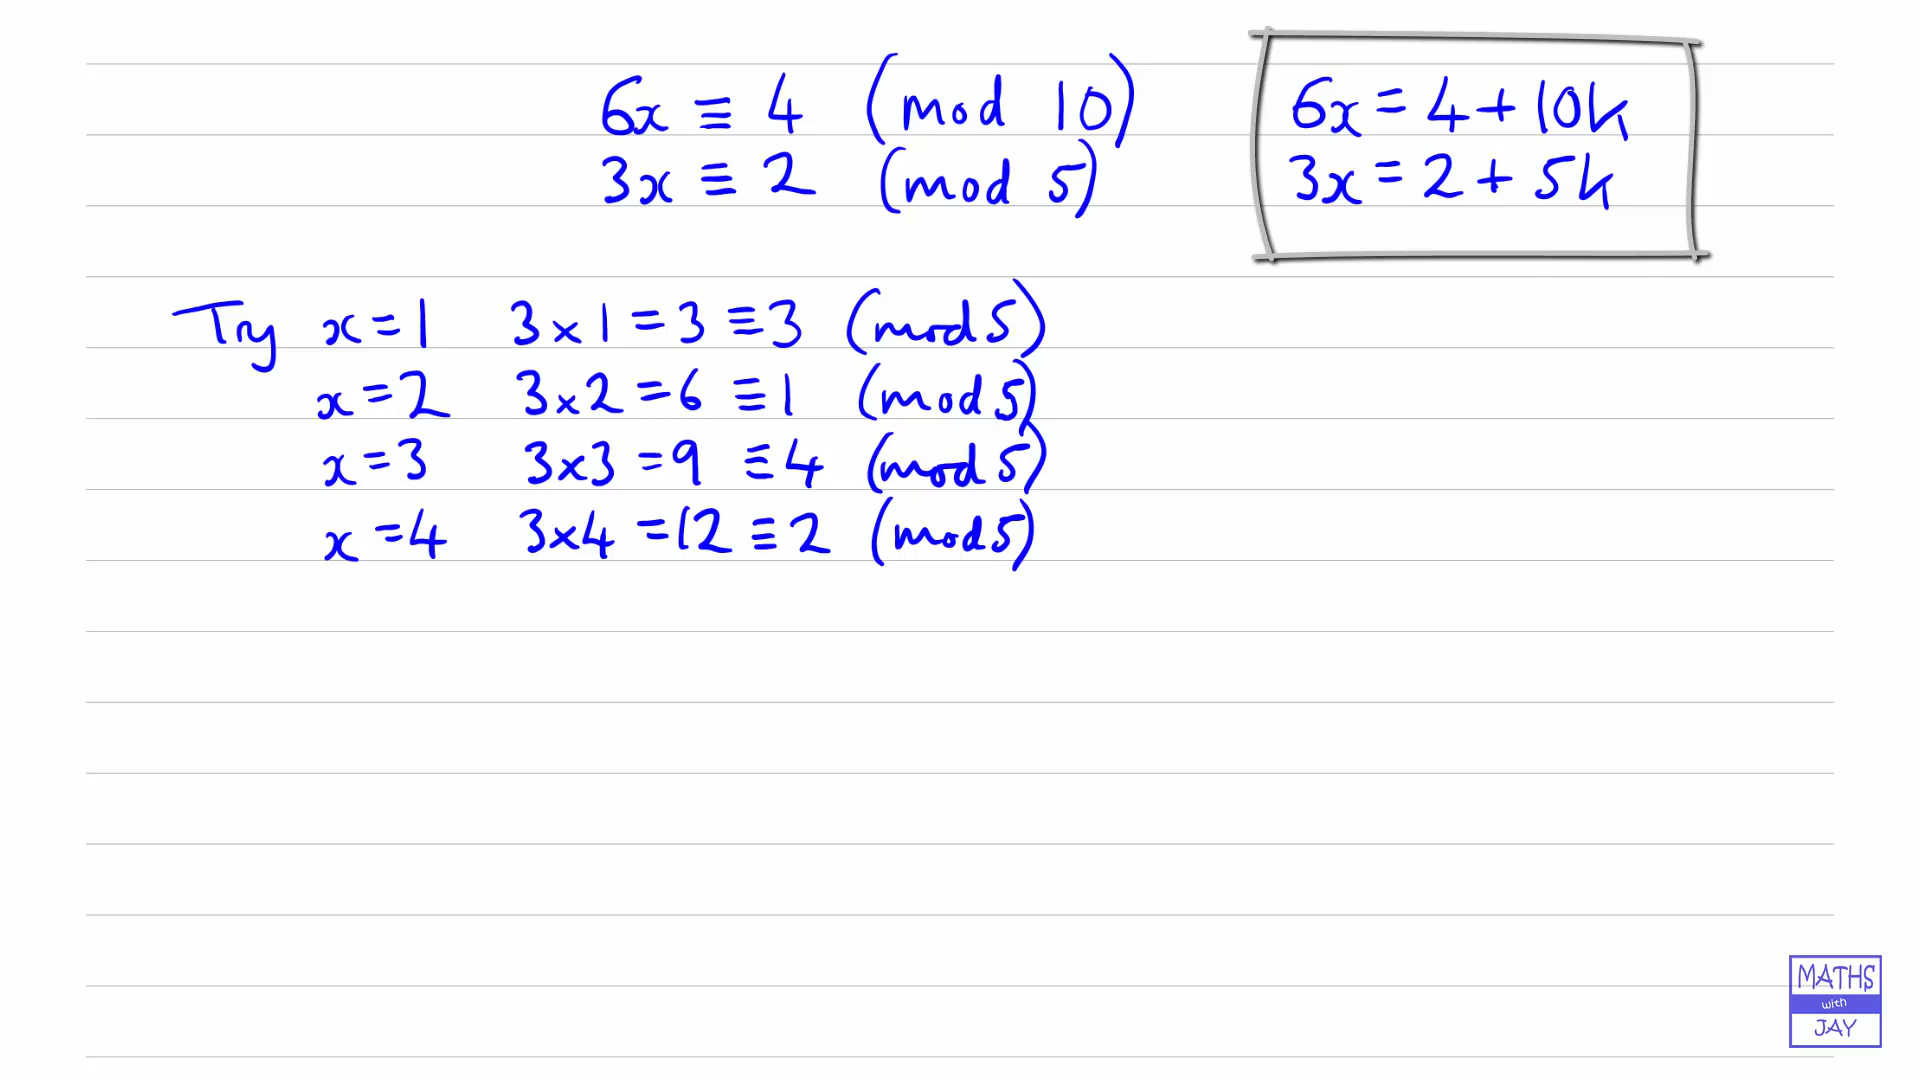 6x ≡ 4 (mod 10)
3x ≡ 2 (mod 5)
6x = 4 + 10k
3x = 2 + 5k
Try x = 1 3 × 1 = 3 ≡ 3 (mod 5)
x = 2 3 × 2 = 6 ≡ 1 (mod 5)
x = 3 3 × 3 = 9 ≡ 4 (mod 5)
x = 4 3 × 4 = 12 ≡ 2 (mod 5)
MATHS
with
JAY